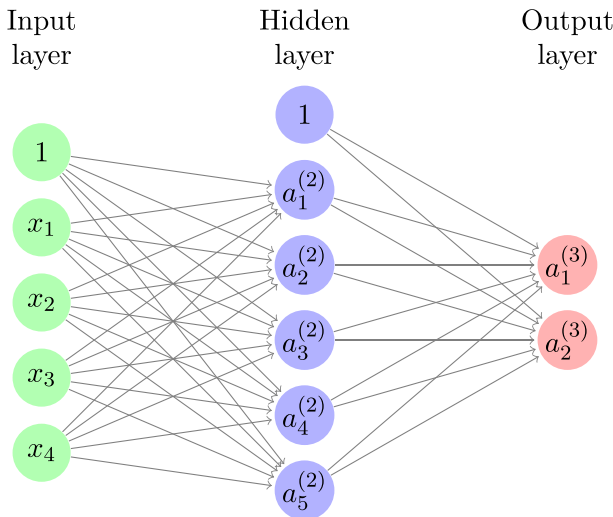 Input
layer
Hidden
layer
Output
layer
1
x₁
x₂
x₃
x₄
1
a₁⁽²⁾
a₂⁽²⁾
a₃⁽²⁾
a₄⁽²⁾
a₅⁽²⁾
a₁⁽³⁾
a₂⁽³⁾